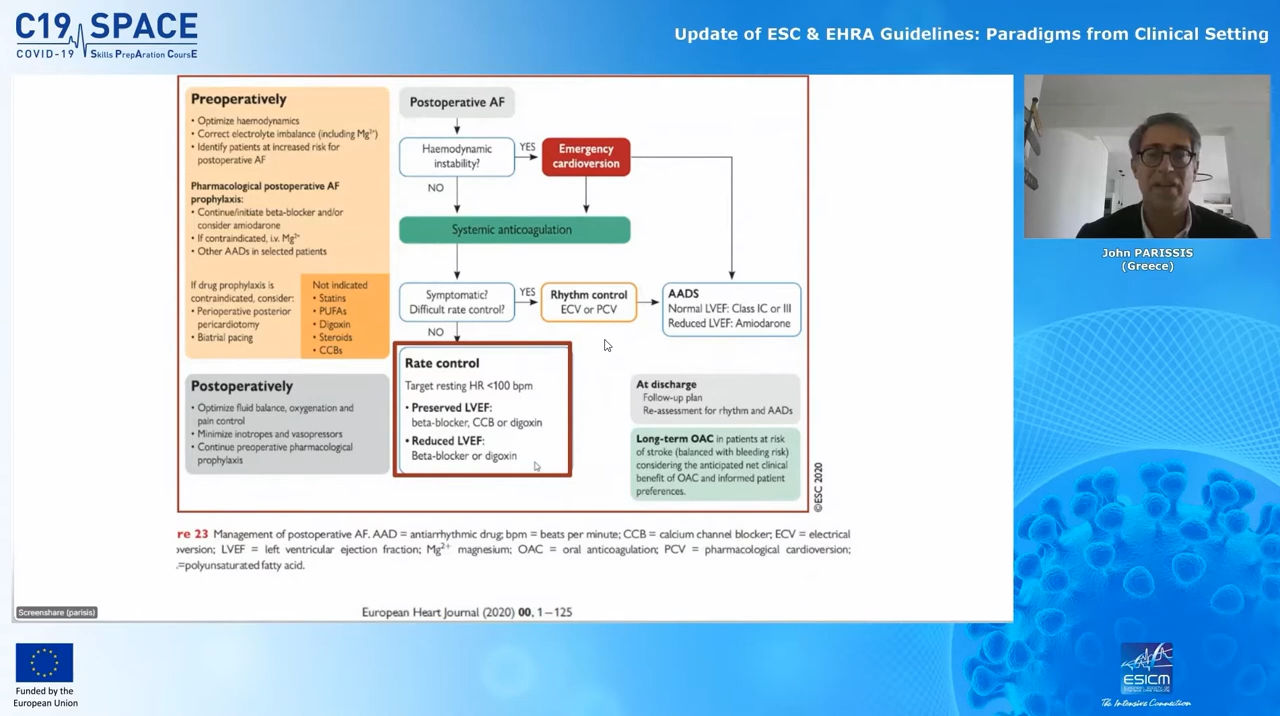 C19 SPACE
COVID-19 Skills PrepAration CoursE
Update of ESC & EHRA Guidelines: Paradigms from Clinical Setting
Preoperatively
• Optimize haemodynamics
• Correct electrolyte imbalance (including Mg²⁺)
• Identify patients at increased risk for
postoperative AF
Pharmacological postoperative AF
prophylaxis:
• Continue/initiate beta-blocker and/or
consider amiodarone
• If contraindicated, i.v. Mg²⁺
• Other AADs in selected patients
If drug prophylaxis is
contraindicated, consider:
• Perioperative posterior
pericardiotomy
• Biatrial pacing
Not indicated
• Statins
• PUFAs
• Digoxin
• Steroids
• CCBs
Postoperatively
• Optimize fluid balance, oxygenation and
pain control
• Minimize inotropes and vasopressors
• Continue preoperative pharmacological
prophylaxis
Postoperative AF
Haemodynamic
instability?
YES
Emergency
cardioversion
NO
Systemic anticoagulation
Symptomatic?
Difficult rate control?
YES
Rhythm control
ECV or PCV
AADS
Normal LVEF: Class IC or III
Reduced LVEF: Amiodarone
NO
Rate control
Target resting HR <100 bpm
• Preserved LVEF:
beta-blocker, CCB or digoxin
• Reduced LVEF:
Beta-blocker or digoxin
At discharge
Follow-up plan
Re-assessment for rhythm and AADs
Long-term OAC in patients at risk
of stroke (balanced with bleeding risk)
considering the anticipated net clinical
benefit of OAC and informed patient
preferences.
©ESC 2020
re 23 Management of postoperative AF. AAD = antiarrhythmic drug; bpm = beats per minute; CCB = calcium channel blocker; ECV = electrical
version; LVEF = left ventricular ejection fraction; Mg²⁺ magnesium; OAC = oral anticoagulation; PCV = pharmacological cardioversion;
=polyunsaturated fatty acid.
European Heart Journal (2020) 00, 1–125
Screenshare (parisis)
John PARISSIS
(Greece)
Funded by the
European Union
ESICM
The Intensive Connection